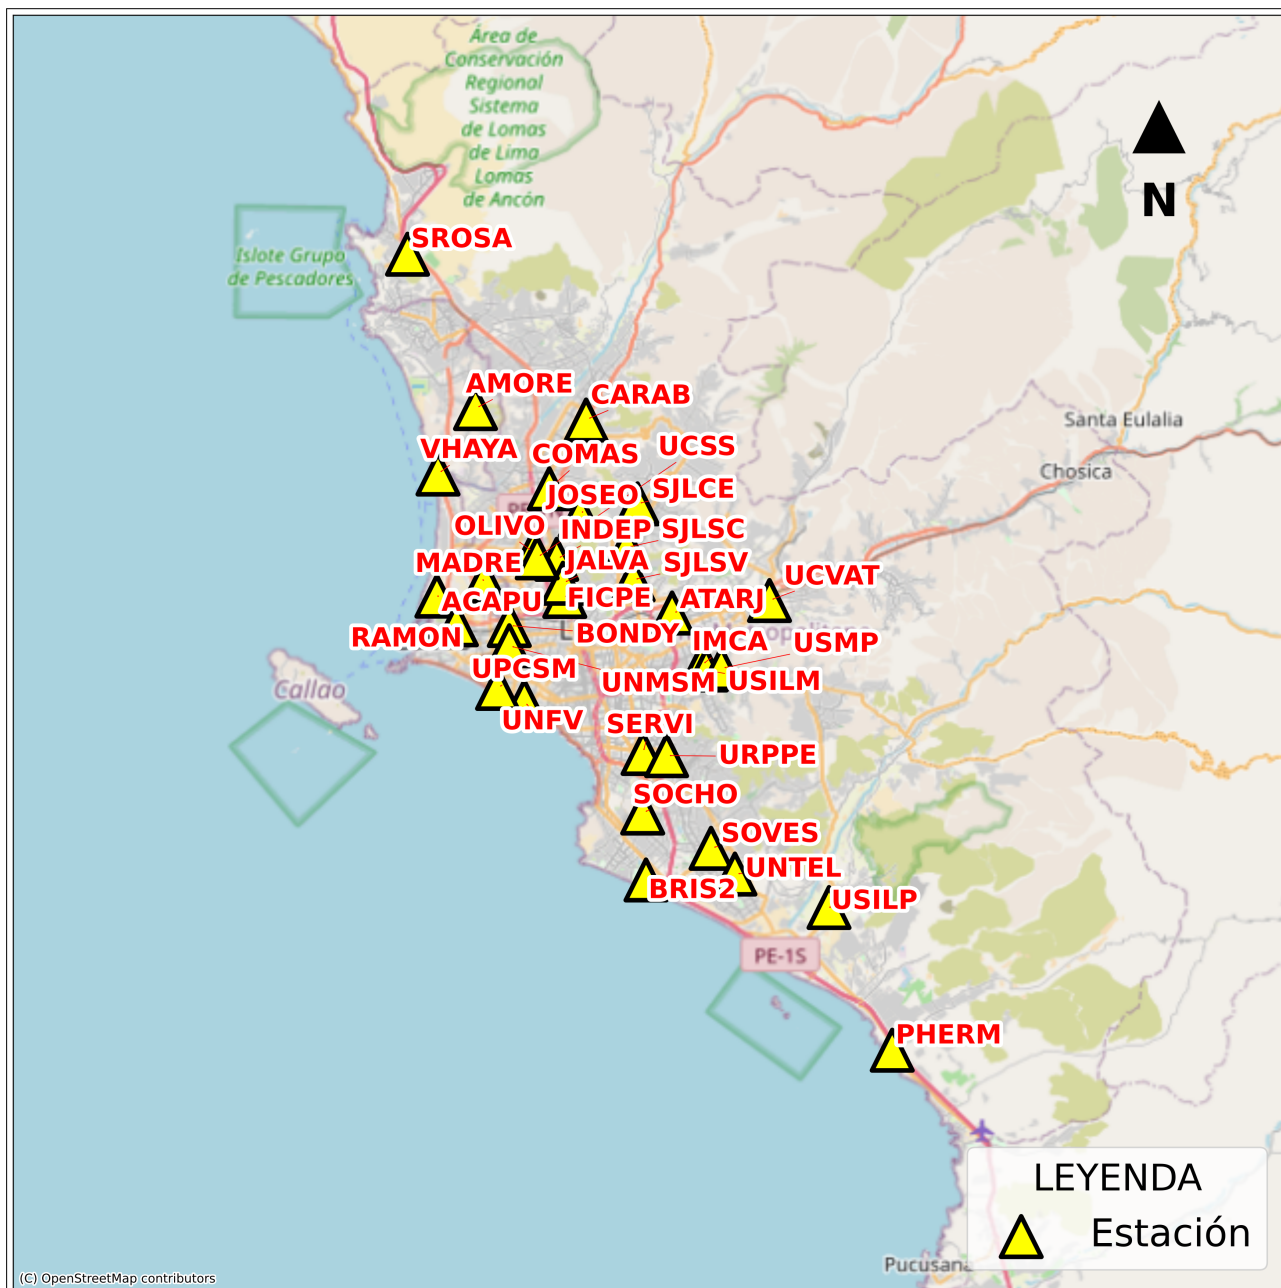 Área de
Conservación
Regional
Sistema
de Lomas
de Lima
Lomas
de Ancón
N
SROSA
Islote Grupo
de Pescadores
AMORE
CARAB
Santa Eulalia
VHAYA
COMAS
UCSS
Chosica
JOSEO
SJLCE
OLIVO
INDEP
SJLSC
MADRE
JALVA
SJLSV
UCVAT
ACAPU
FICPE
ATARJ
RAMON
BONDY
IMCA
USMP
UPCSM
UNMSM
USILM
Callao
UNFV
SERVI
URPPE
SOCHO
SOVES
UNTEL
BRIS2
USILP
PE-1S
PHERM
LEYENDA
Estación
Pucusana
(C) OpenStreetMap contributors